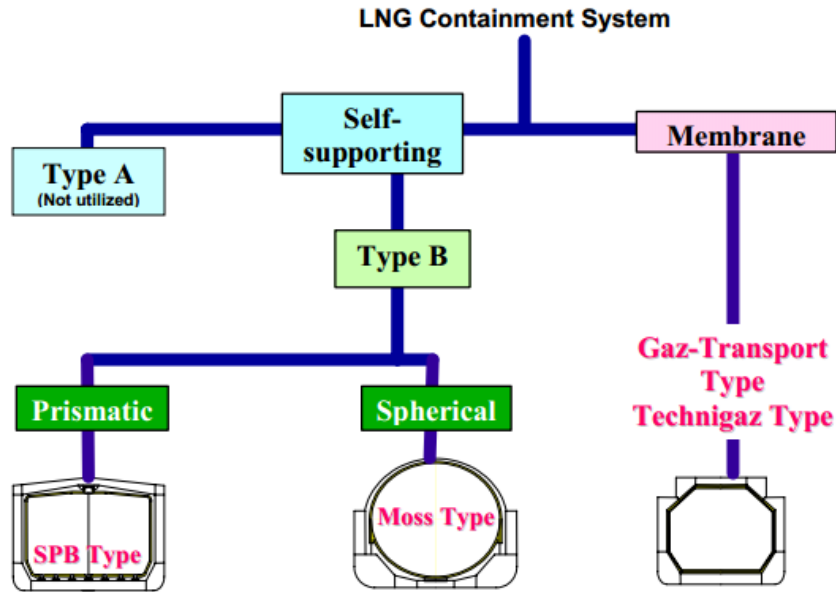 LNG Containment System
Self-
supporting
Membrane
Type A
(Not utilized)
Type B
Gaz-Transport
Type
Technigaz Type
Prismatic
Spherical
SPB Type
Moss Type